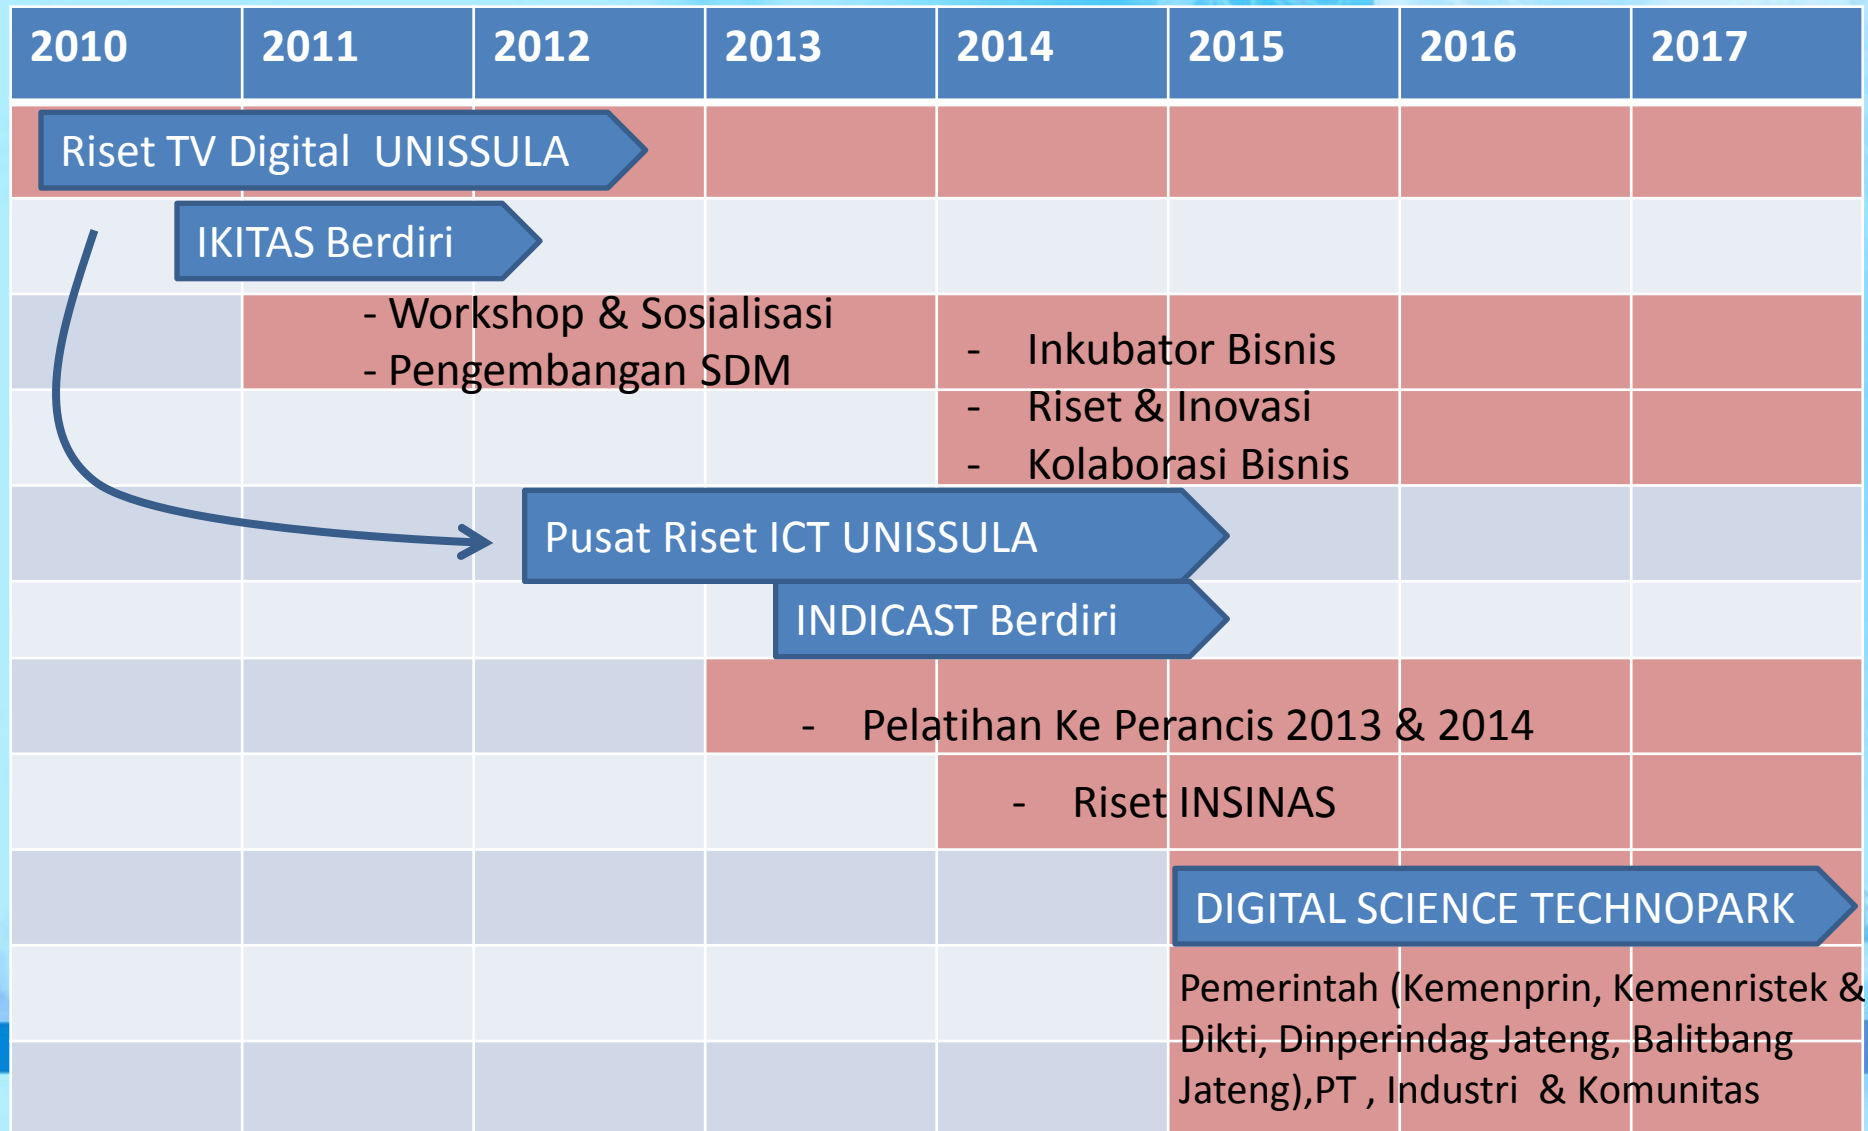 2010 2011 2012 2013 2014 2015 2016 2017
Riset TV Digital UNISSULA
IKITAS Berdiri
- Workshop & Sosialisasi
- Pengembangan SDM
- Inkubator Bisnis
- Riset & Inovasi
- Kolaborasi Bisnis
Pusat Riset ICT UNISSULA
INDICAST Berdiri
- Pelatihan Ke Perancis 2013 & 2014
- Riset INSINAS
DIGITAL SCIENCE TECHNOPARK
Pemerintah (Kemenprin, Kemenristek &
Dikti, Dinperindag Jateng, Balitbang
Jateng),PT , Industri & Komunitas